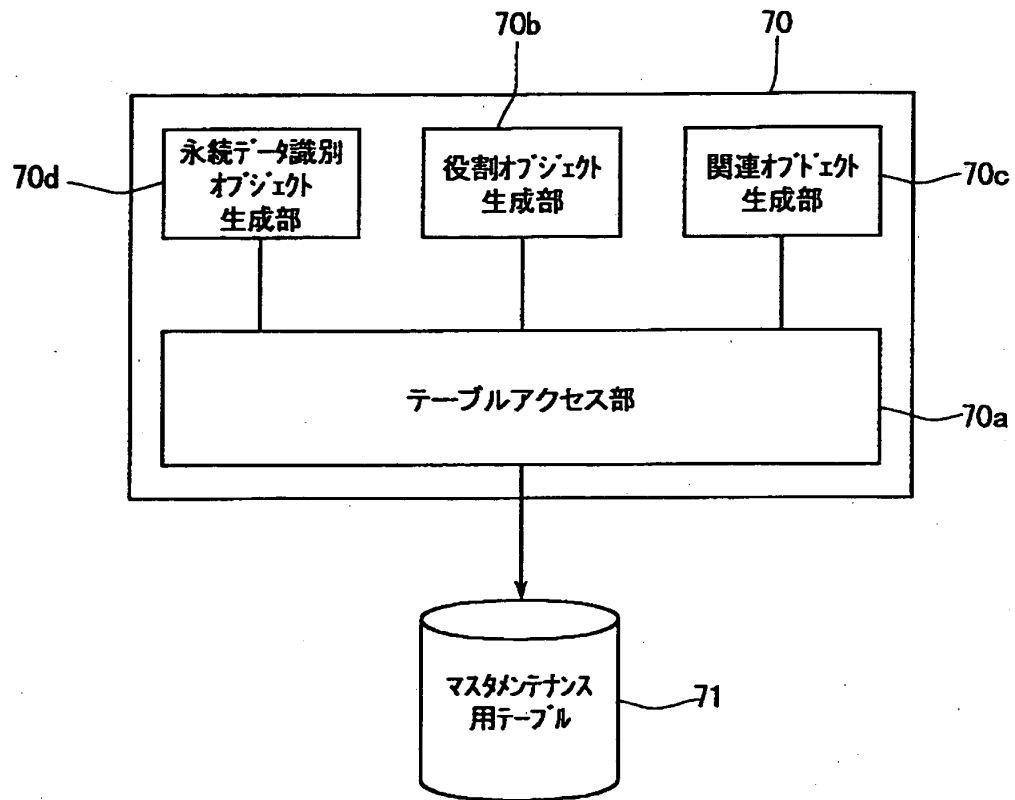 70b
70
永続データ識別
オブジェクト
生成部
70d
役割オブジェクト
生成部
関連オブドェクト
生成部
70c
テーブルアクセス部
70a
マスタメンテナンス
用テーブル
71